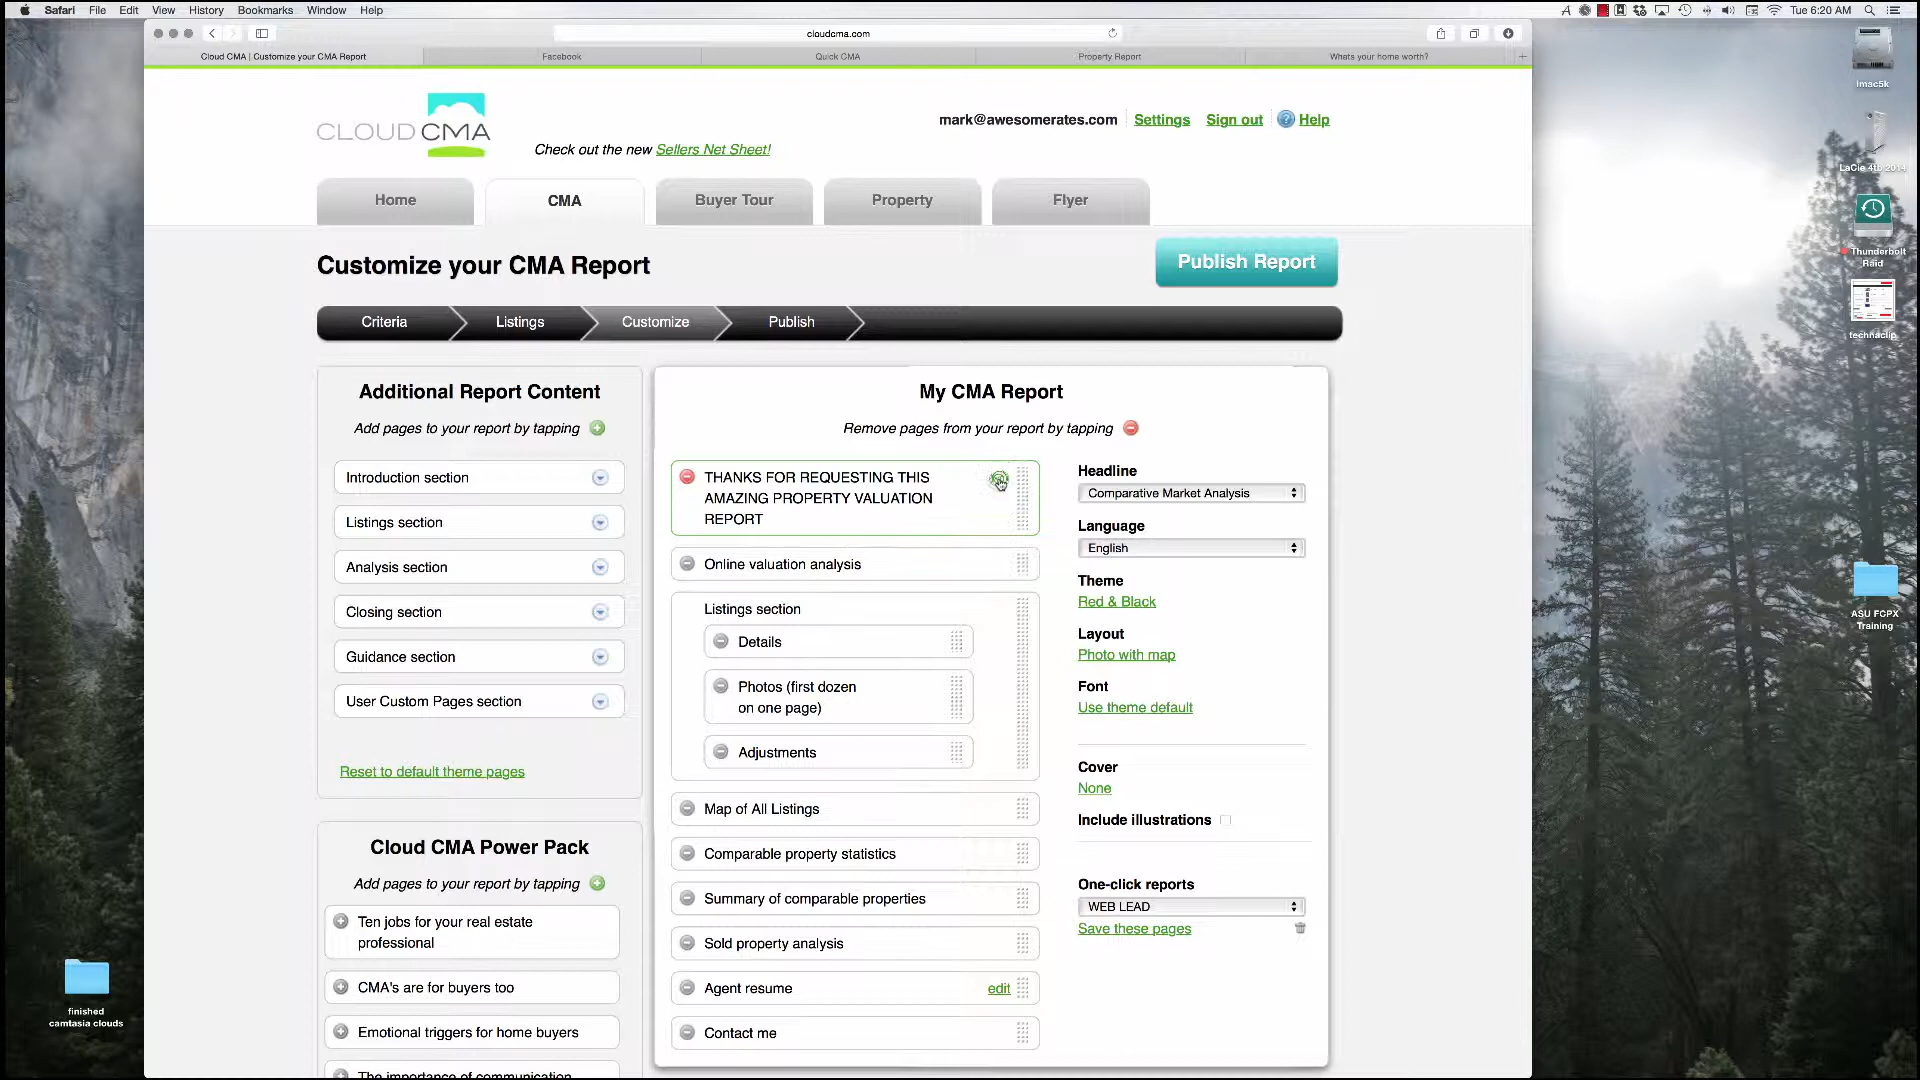 Safari File Edit View History Bookmarks Window Help
Tue 6:20 AM
cloudcma.com
Cloud CMA | Customize your CMA Report
Facebook
Quick CMA
Property Report
Whats your home worth?
CLOUD CMA
mark@awesomerates.com Settings Sign out ? Help
Check out the new Sellers Net Sheet!
Home
CMA
Buyer Tour
Property
Flyer
Customize your CMA Report
Publish Report
Criteria
Listings
Customize
Publish
Additional Report Content
Add pages to your report by tapping
Introduction section
Listings section
Analysis section
Closing section
Guidance section
User Custom Pages section
Reset to default theme pages
Cloud CMA Power Pack
Add pages to your report by tapping
Ten jobs for your real estate
professional
CMA's are for buyers too
Emotional triggers for home buyers
The importance of communication
My CMA Report
Remove pages from your report by tapping
THANKS FOR REQUESTING THIS
AMAZING PROPERTY VALUATION
REPORT
Online valuation analysis
Listings section
Details
Photos (first dozen
on one page)
Adjustments
Map of All Listings
Comparable property statistics
Summary of comparable properties
Sold property analysis
Agent resume edit
Contact me
Headline
Comparative Market Analysis
Language
English
Theme
Red & Black
Layout
Photo with map
Font
Use theme default
Cover
None
Include illustrations
One-click reports
WEB LEAD
Save these pages
imac5k
LaCie 4tb 2014
Thunderbolt
Raid
technaclip
ASU FCPX
Training
finished
camtasia clouds